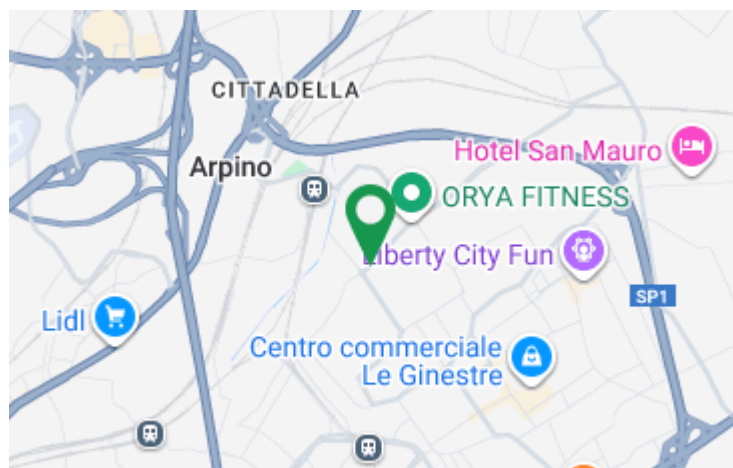 CITTADELLA
Arpino
Hotel San Mauro
ORYA FITNESS
Liberty City Fun
SP1
Lidl
Centro commerciale
Le Ginestre